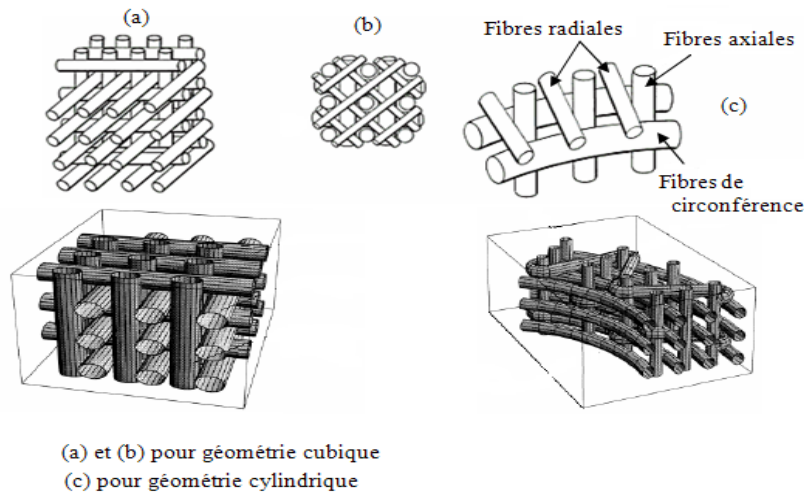 (a)
(b)
Fibres radiales
Fibres axiales
(c)
Fibres de
circonférence
(a) et (b) pour géométrie cubique
(c) pour géométrie cylindrique